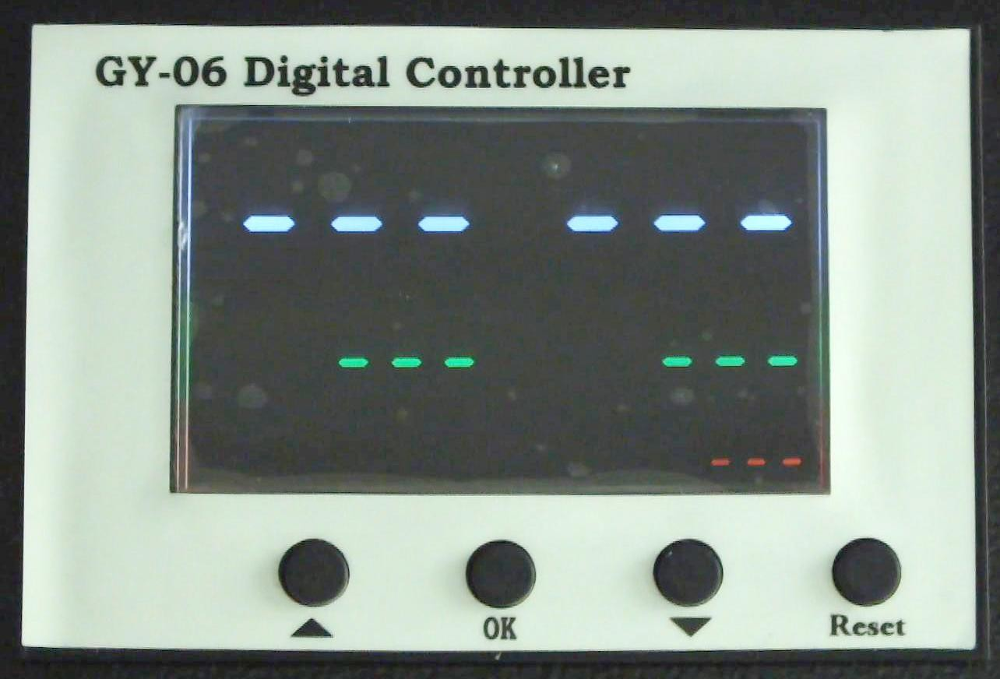 GY-06 Digital Controller
--- ---
--- ---
---
▲ OK ▼ Reset